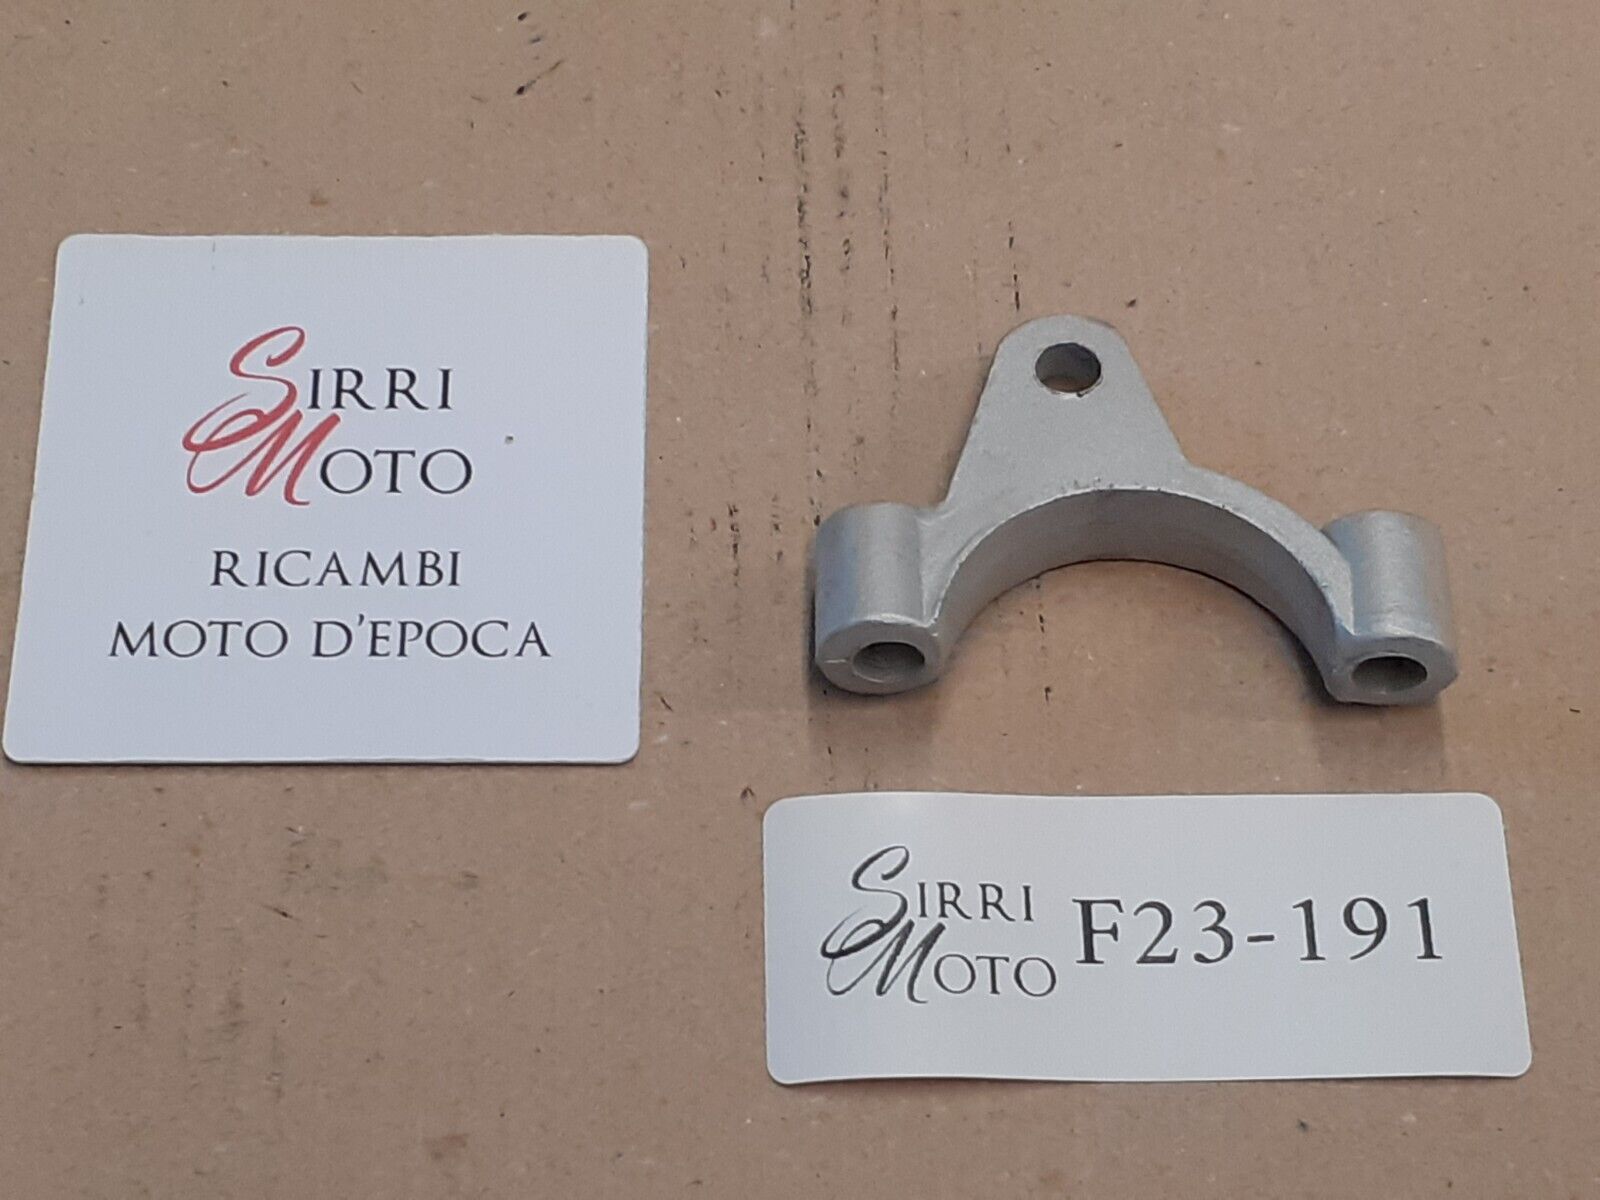 SIRRI
MOTO
RICAMBI
MOTO D'EPOCA
SIRRI
MOTO
F23-191